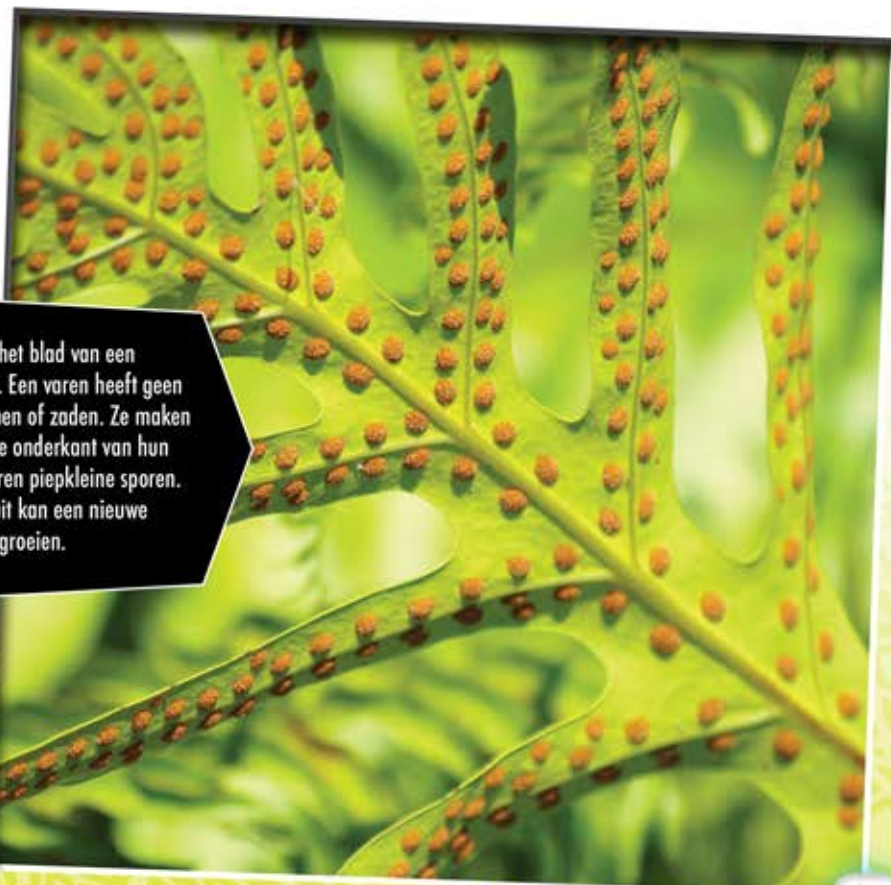 het blad van een
. Een varen heeft geen
en of zaden. Ze maken
e onderkant van hun
ren piepkleine sporen.
it kan een nieuwe
groeien.